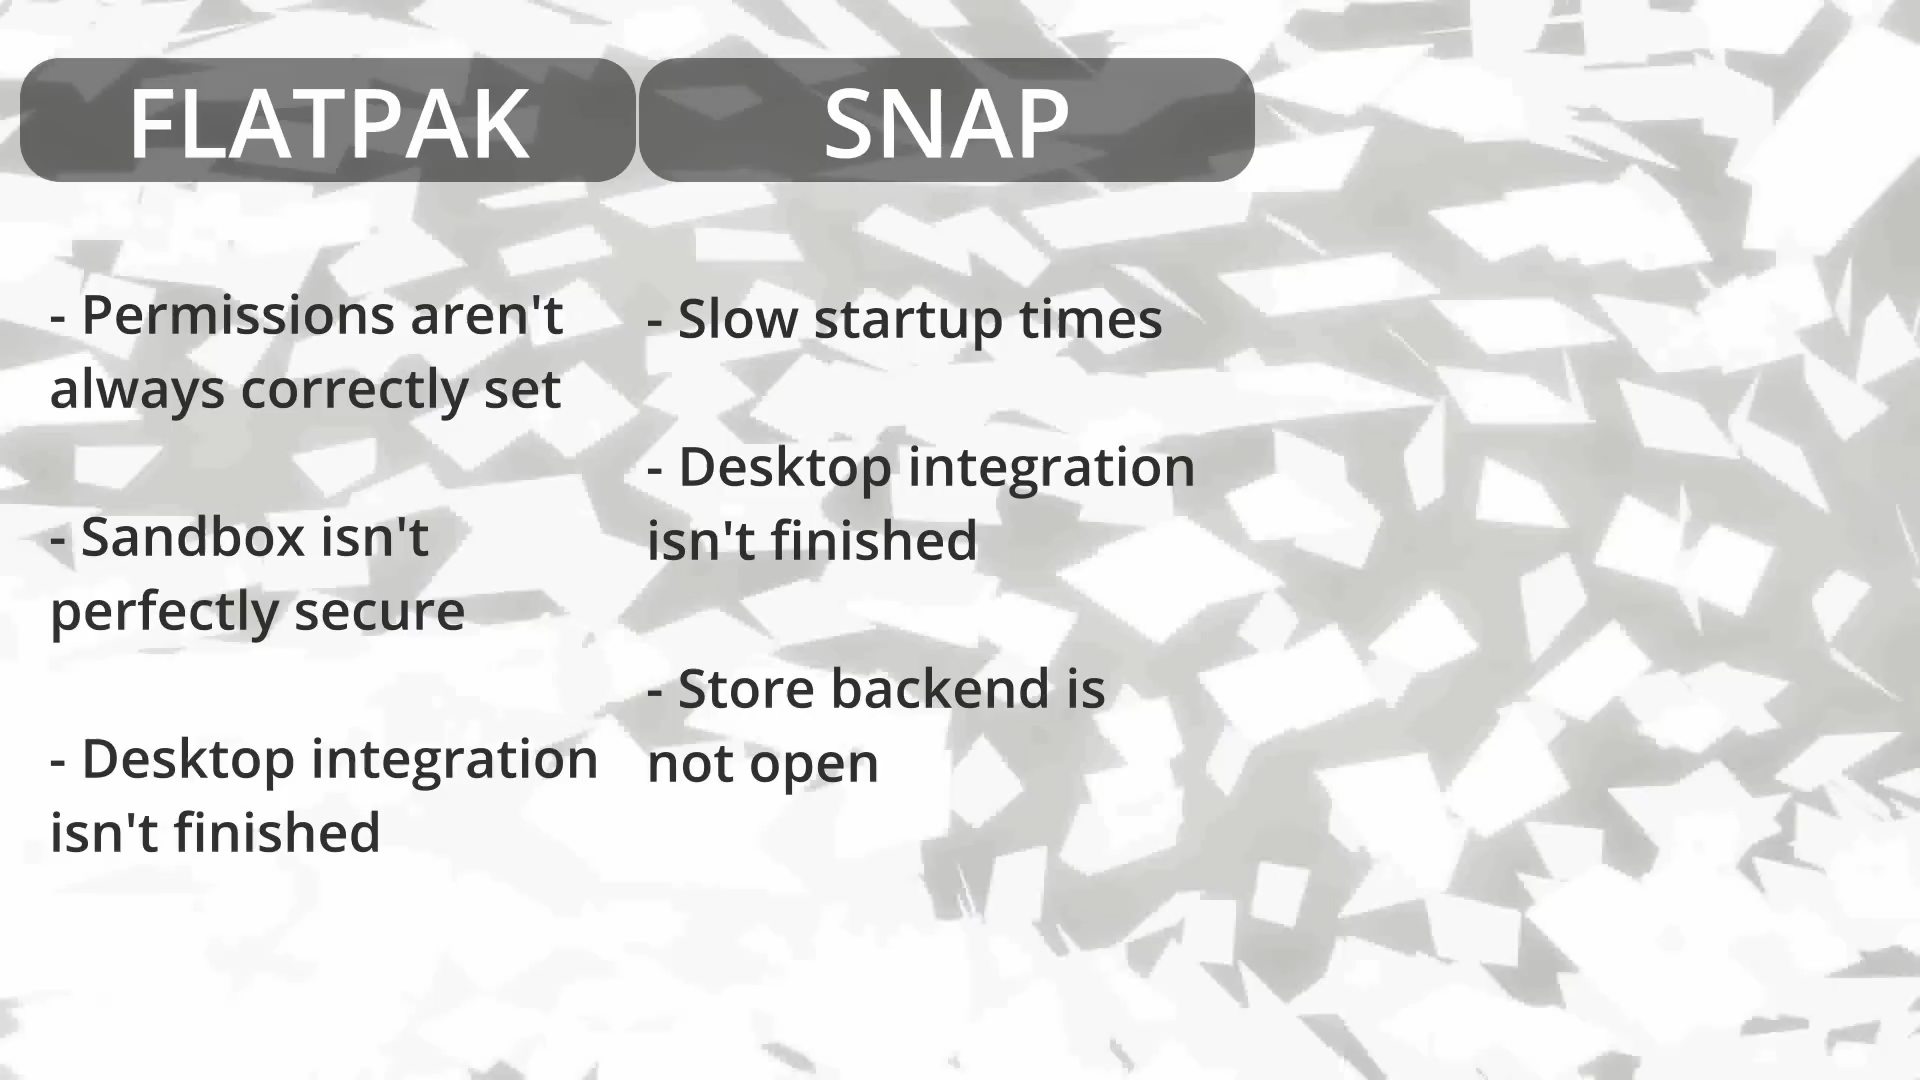 FLATPAK
- Permissions aren't
always correctly set
- Sandbox isn't
perfectly secure
- Desktop integration
isn't finished
SNAP
- Slow startup times
- Desktop integration
isn't finished
- Store backend is
not open